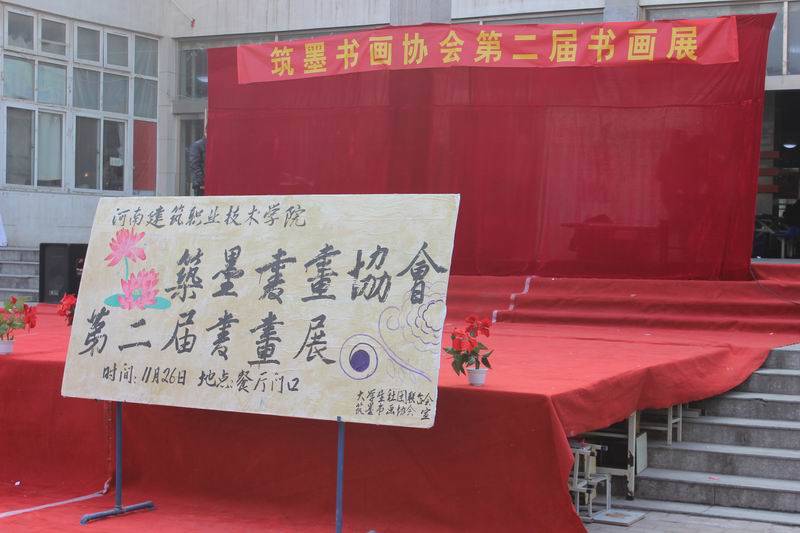 筑墨书画协会第二届书画展
河南建筑职业技术学院
築墨書畫協會
第二届書畫展
时间:11月26日 地点:餐厅门口
大学生社团联合会
筑墨书画协会 宣